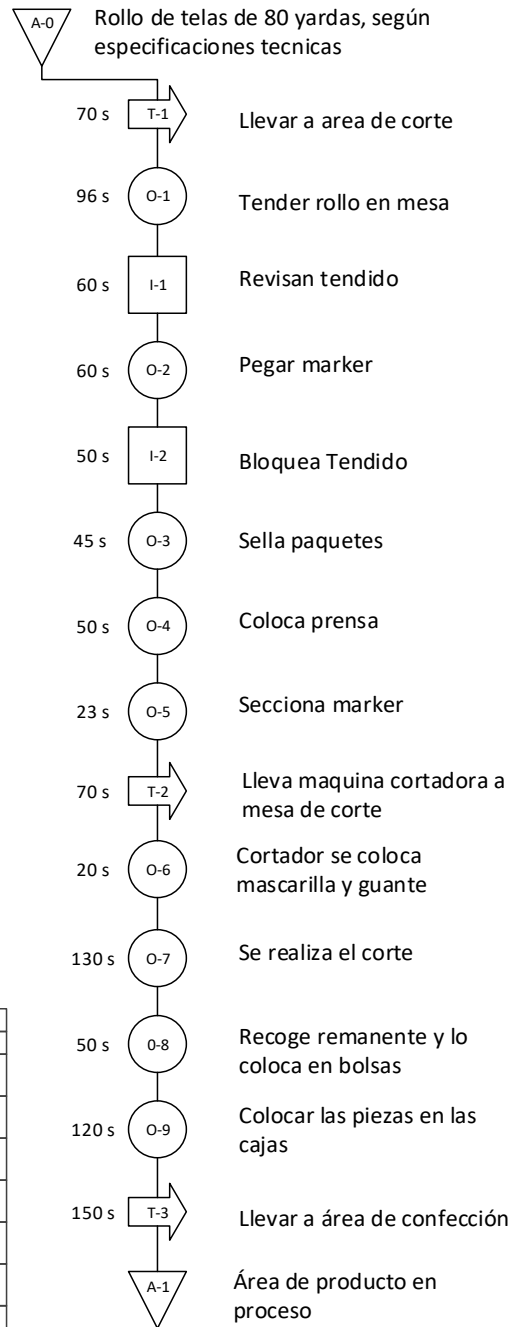 A-0
Rollo de telas de 80 yardas, según
especificaciones tecnicas
70 s T-1 Llevar a area de corte
96 s O-1 Tender rollo en mesa
60 s I-1 Revisan tendido
60 s O-2 Pegar marker
50 s I-2 Bloquea Tendido
45 s O-3 Sella paquetes
50 s O-4 Coloca prensa
23 s O-5 Secciona marker
70 s T-2 Lleva maquina cortadora a
mesa de corte
20 s O-6 Cortador se coloca
mascarilla y guante
130 s O-7 Se realiza el corte
50 s 0-8 Recoge remanente y lo
coloca en bolsas
120 s O-9 Colocar las piezas en las
cajas
150 s T-3 Llevar a área de confección
A-1 Área de producto en
proceso